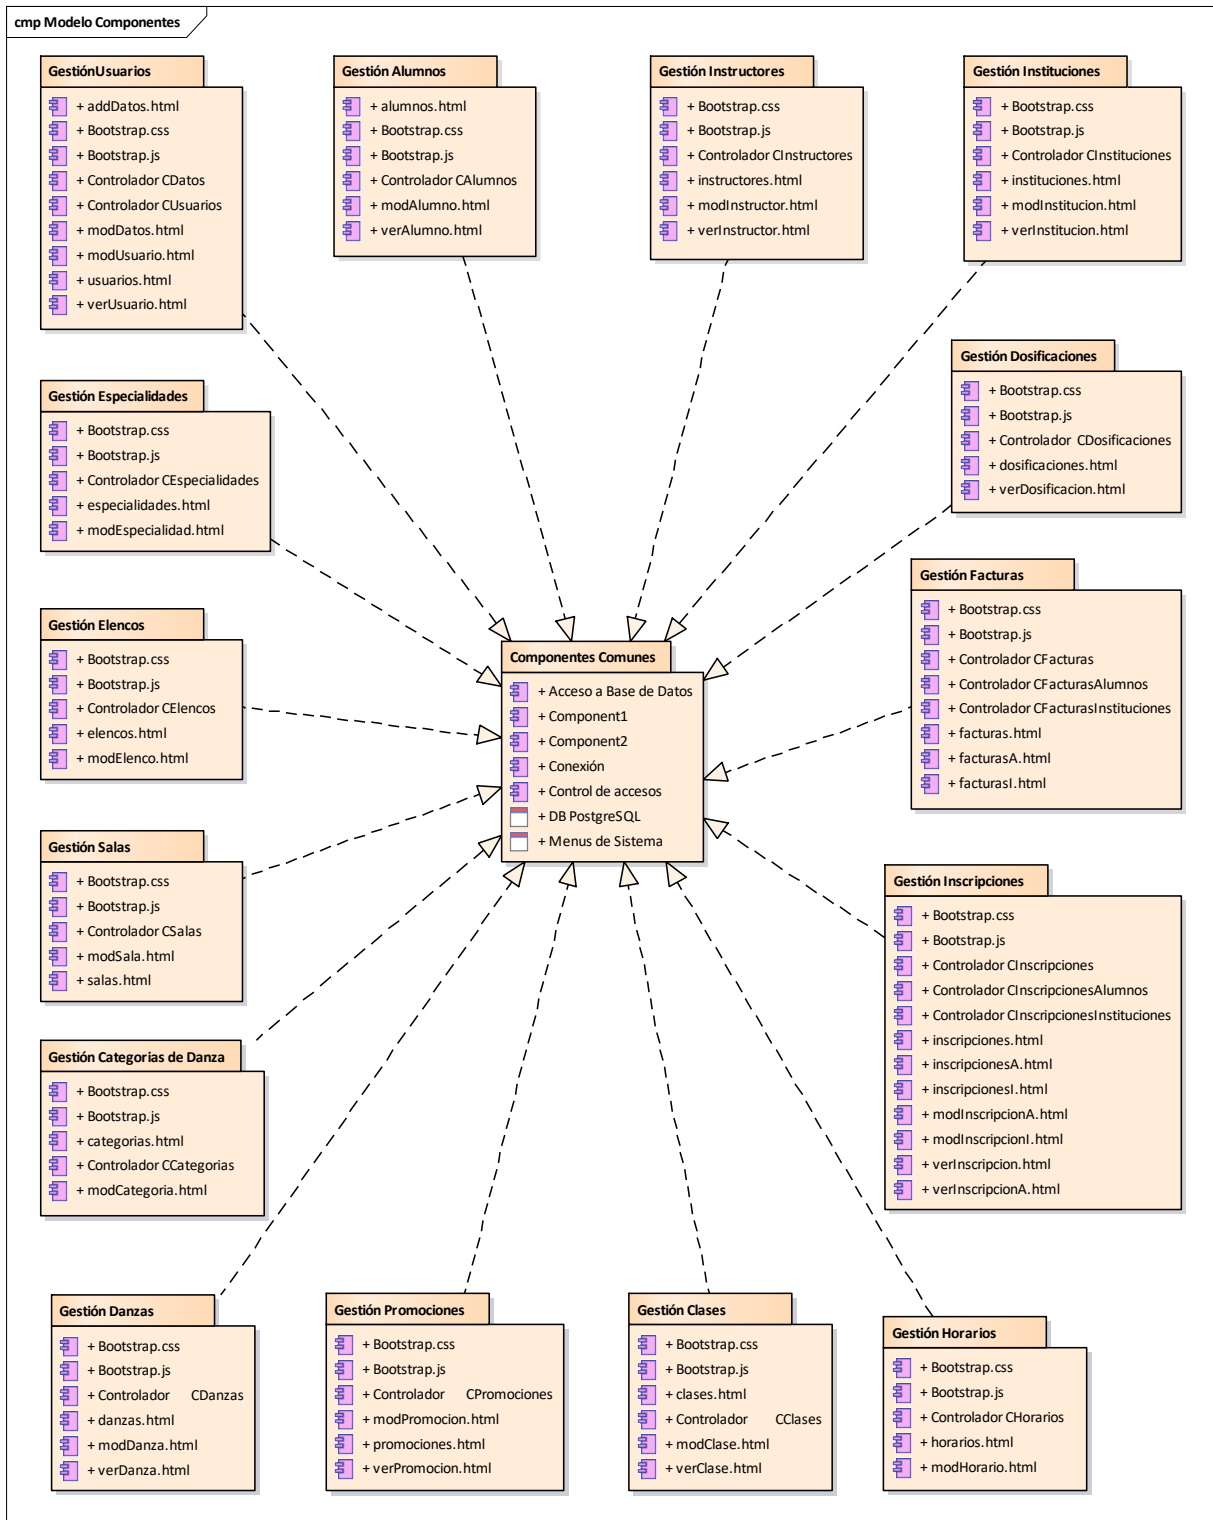 cmp Modelo Componentes
GestiónUsuarios
+ addDatos.html
+ Bootstrap.css
+ Bootstrap.js
+ Controlador CDatos
+ Controlador CUsuarios
+ modDatos.html
+ modUsuario.html
+ usuarios.html
+ verUsuario.html
Gestión Alumnos
+ alumnos.html
+ Bootstrap.css
+ Bootstrap.js
+ Controlador CAlumnos
+ modAlumno.html
+ verAlumno.html
Gestión Instructores
+ Bootstrap.css
+ Bootstrap.js
+ Controlador CInstructores
+ instructores.html
+ modInstructor.html
+ verInstructor.html
Gestión Instituciones
+ Bootstrap.css
+ Bootstrap.js
+ Controlador CInstituciones
+ instituciones.html
+ modInstitucion.html
+ verInstitucion.html
Gestión Dosificaciones
+ Bootstrap.css
+ Bootstrap.js
+ Controlador CDosificaciones
+ dosificaciones.html
+ verDosificacion.html
Gestión Especialidades
+ Bootstrap.css
+ Bootstrap.js
+ Controlador CEspecialidades
+ especialidades.html
+ modEspecialidad.html
Gestión Facturas
+ Bootstrap.css
+ Bootstrap.js
+ Controlador CFacturas
+ Controlador CFacturasAlumnos
+ Controlador CFacturasInstituciones
+ facturas.html
+ facturasA.html
+ facturasI.html
Gestión Elencos
+ Bootstrap.css
+ Bootstrap.js
+ Controlador CElencos
+ elencos.html
+ modElenco.html
Componentes Comunes
+ Acceso a Base de Datos
+ Component1
+ Component2
+ Conexión
+ Control de accesos
+ DB PostgreSQL
+ Menus de Sistema
Gestión Salas
+ Bootstrap.css
+ Bootstrap.js
+ Controlador CSalas
+ modSala.html
+ salas.html
Gestión Inscripciones
+ Bootstrap.css
+ Bootstrap.js
+ Controlador CInscripciones
+ Controlador CInscripcionesAlumnos
+ Controlador CInscripcionesInstituciones
+ inscripciones.html
+ inscripcionesA.html
+ inscripcionesI.html
+ modInscripcionA.html
+ modInscripcionI.html
+ verInscripcion.html
+ verInscripcionA.html
Gestión Categorias de Danza
+ Bootstrap.css
+ Bootstrap.js
+ categorias.html
+ Controlador CCategorias
+ modCategoria.html
Gestión Danzas
+ Bootstrap.css
+ Bootstrap.js
+ Controlador CDanzas
+ danzas.html
+ modDanza.html
+ verDanza.html
Gestión Promociones
+ Bootstrap.css
+ Bootstrap.js
+ Controlador CPromociones
+ modPromocion.html
+ promociones.html
+ verPromocion.html
Gestión Clases
+ Bootstrap.css
+ Bootstrap.js
+ clases.html
+ Controlador CClases
+ modClase.html
+ verClase.html
Gestión Horarios
+ Bootstrap.css
+ Bootstrap.js
+ Controlador CHorarios
+ horarios.html
+ modHorario.html